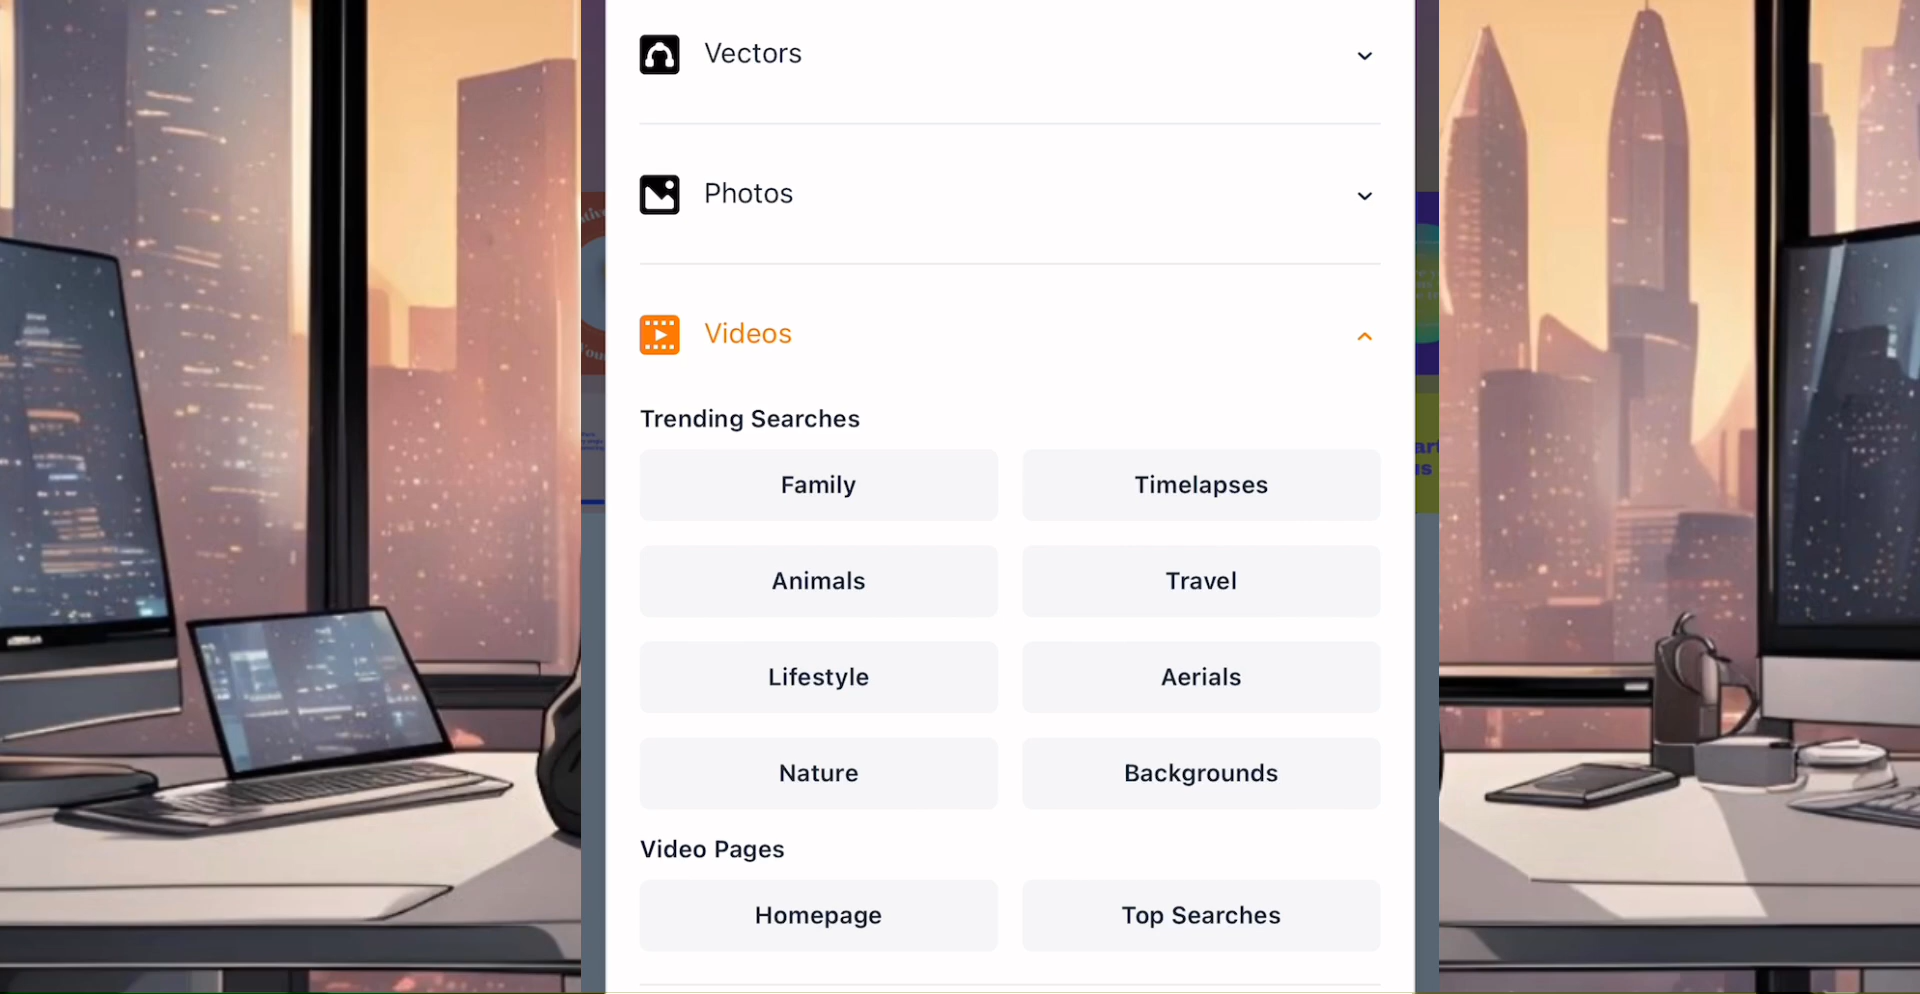 Vectors
Photos
Videos
Trending Searches
Family
Timelapses
Animals
Travel
Lifestyle
Aerials
Nature
Backgrounds
Video Pages
Homepage
Top Searches